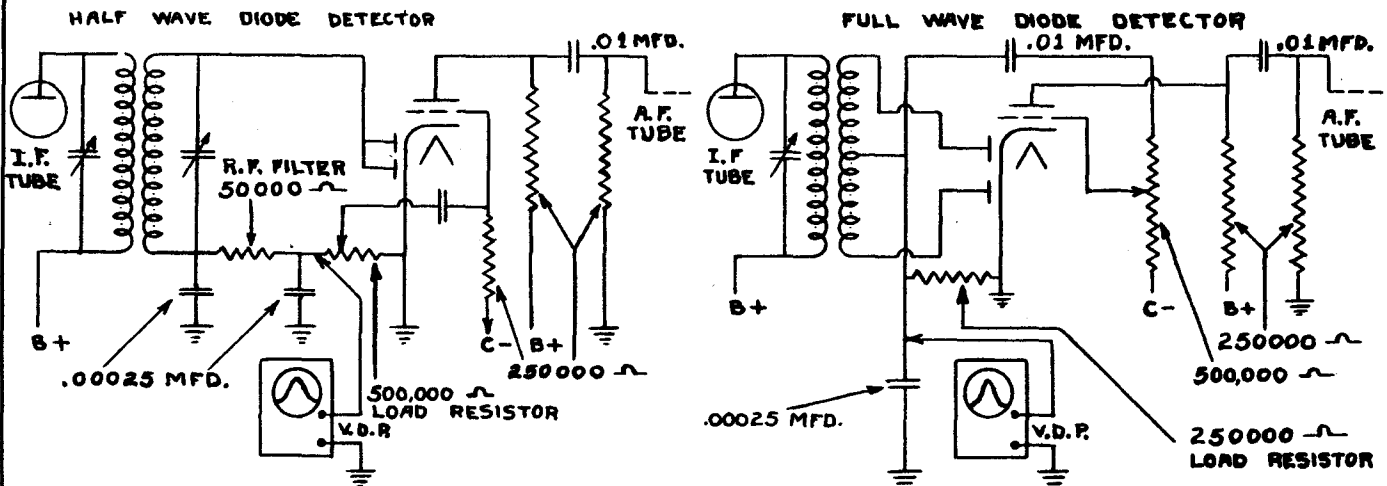 HALF WAVE DIODE DETECTOR
.01 MFD.
A.F.
TUBE
I.F.
TUBE
R.F. FILTER
50000 Ω
B+
.00025 MFD.
C- B+
250000 Ω
500,000 Ω
LOAD RESISTOR
V.D.P.
FULL WAVE DIODE DETECTOR
.01 MFD.
.01 MFD.
A.F.
TUBE
I.F
TUBE
B+
C- B+
250000 Ω
500,000 Ω
.00025 MFD.
V.D.P.
250000 Ω
LOAD RESISTOR